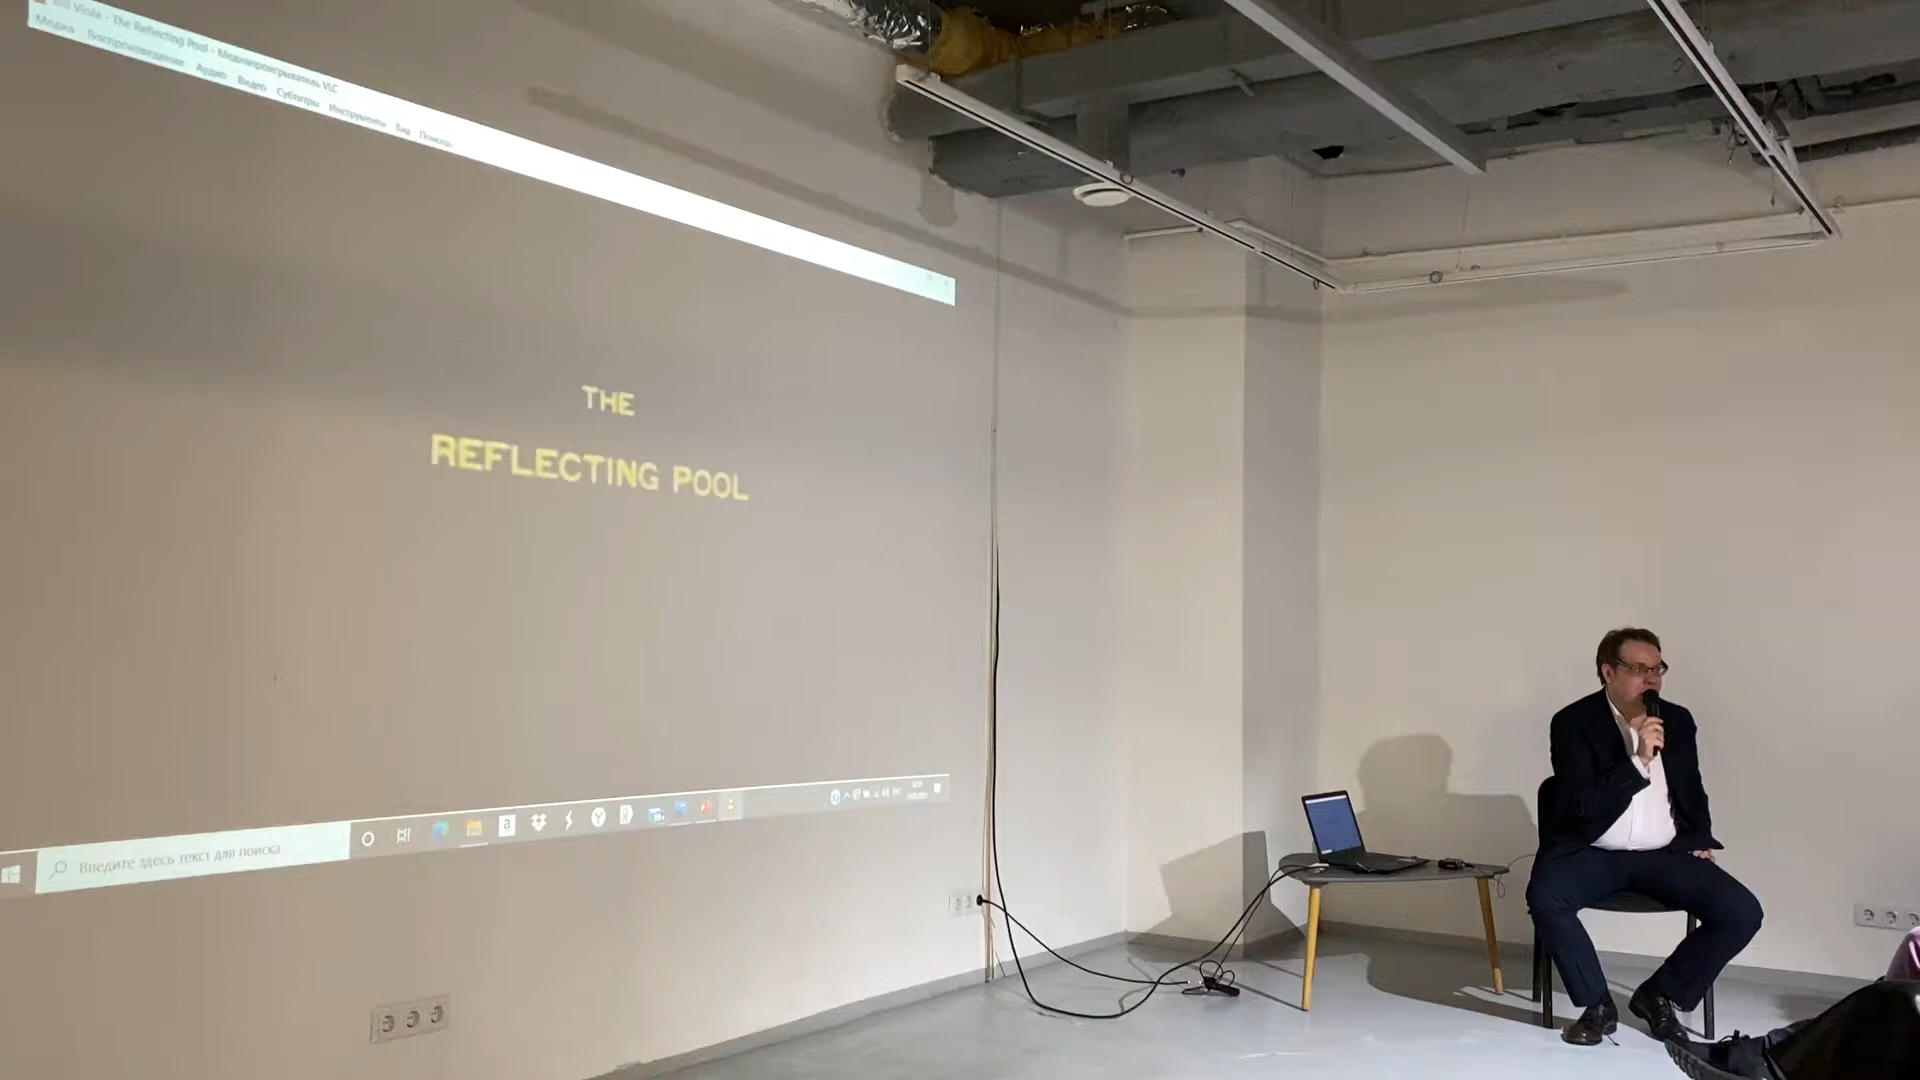 Bill Viola - The Reflecting Pool - Медиапроигрыватель VLC
Медиа Воспроизведение Аудио Видео Субтитры Инструменты Вид Помощь
THE
REFLECTING POOL
Введите здесь текст для поиска